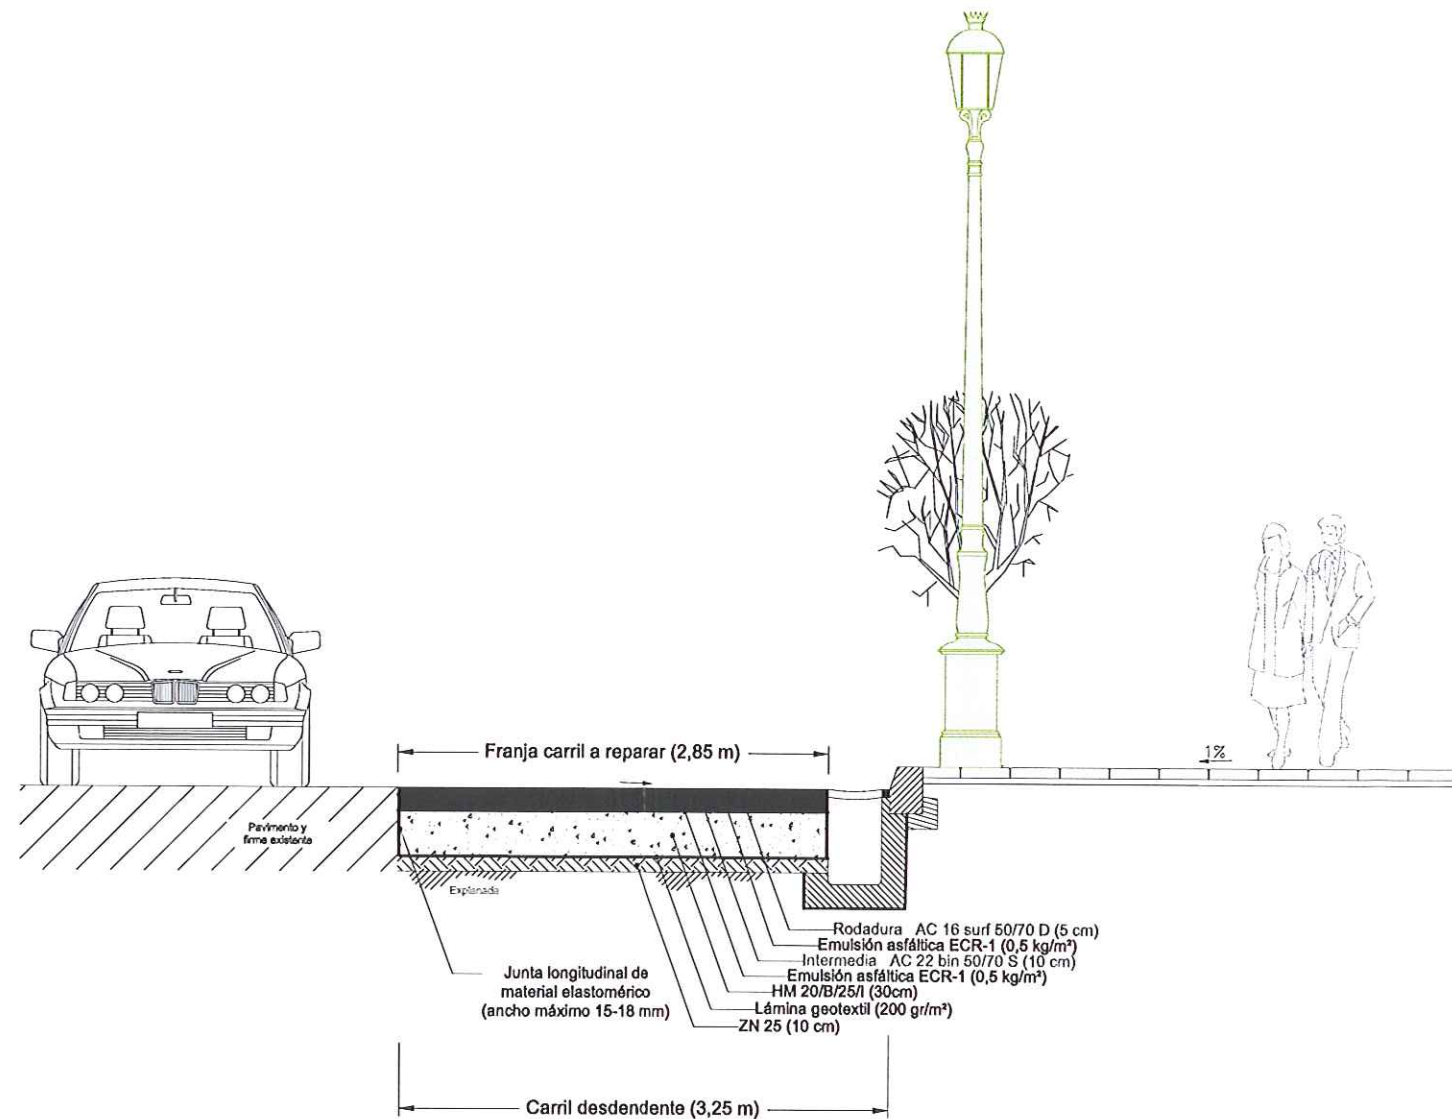 Franja carril a reparar (2,85 m)
1%
Pavimento y
firme existente
Explanada
Rodadura AC 16 surf 50/70 D (5 cm)
Emulsión asfáltica ECR-1 (0,5 kg/m²)
Intermedia AC 22 bin 50/70 S (10 cm)
Emulsión asfáltica ECR-1 (0,5 kg/m²)
HM 20/B/25/I (30cm)
Lámina geotextil (200 gr/m²)
ZN 25 (10 cm)
Junta longitudinal de
material elastomérico
(ancho máximo 15-18 mm)
Carril desdendente (3,25 m)